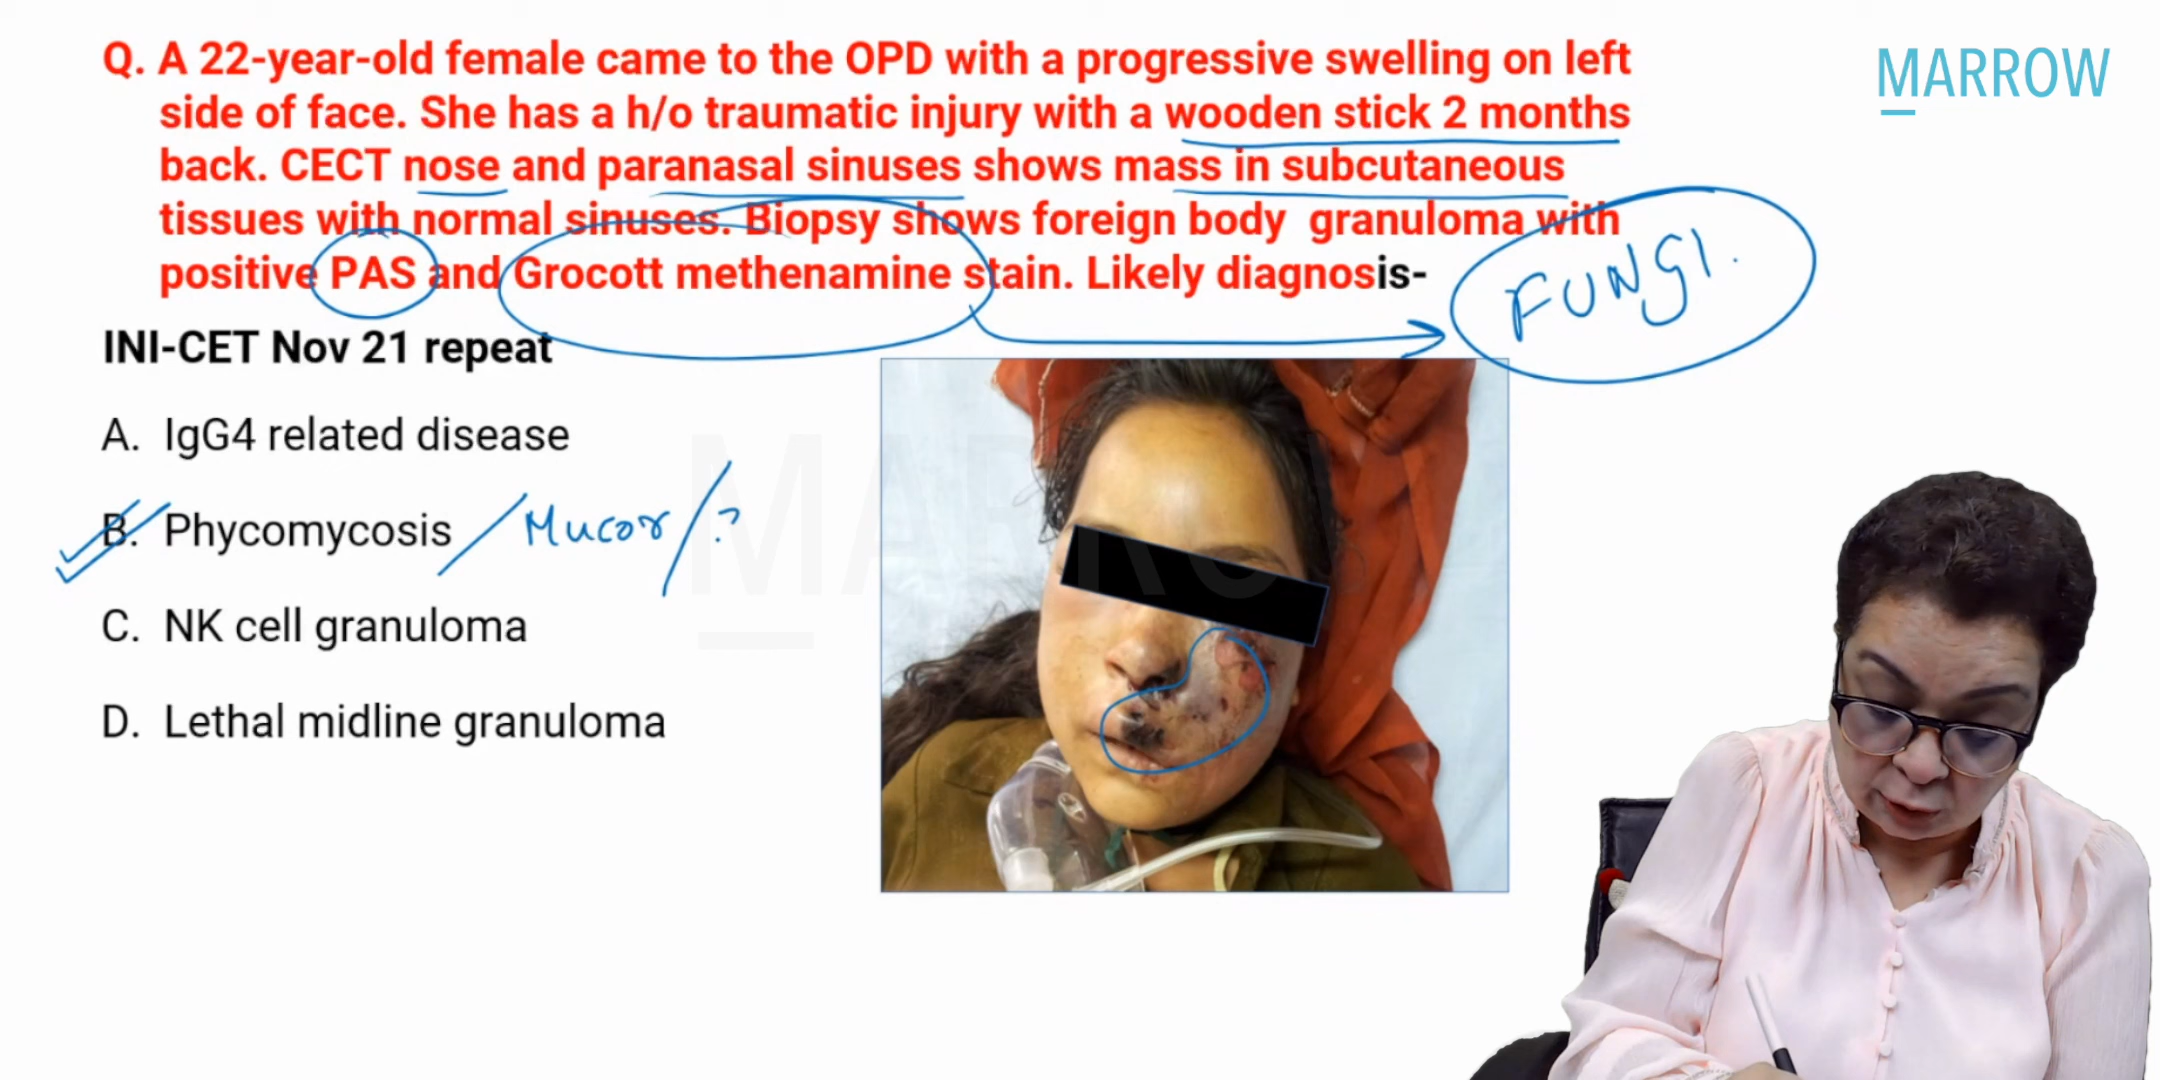 Q. A 22-year-old female came to the OPD with a progressive swelling on left
side of face. She has a h/o traumatic injury with a wooden stick 2 months
back. CECT nose and paranasal sinuses shows mass in subcutaneous
tissues with normal sinuses. Biopsy shows foreign body granuloma with
positive PAS and Grocott methenamine stain. Likely diagnosis-
MARROW
FUNGI.
INI-CET Nov 21 repeat
A. IgG4 related disease
B. Phycomycosis / Mucor / ?
C. NK cell granuloma
D. Lethal midline granuloma
MARROW